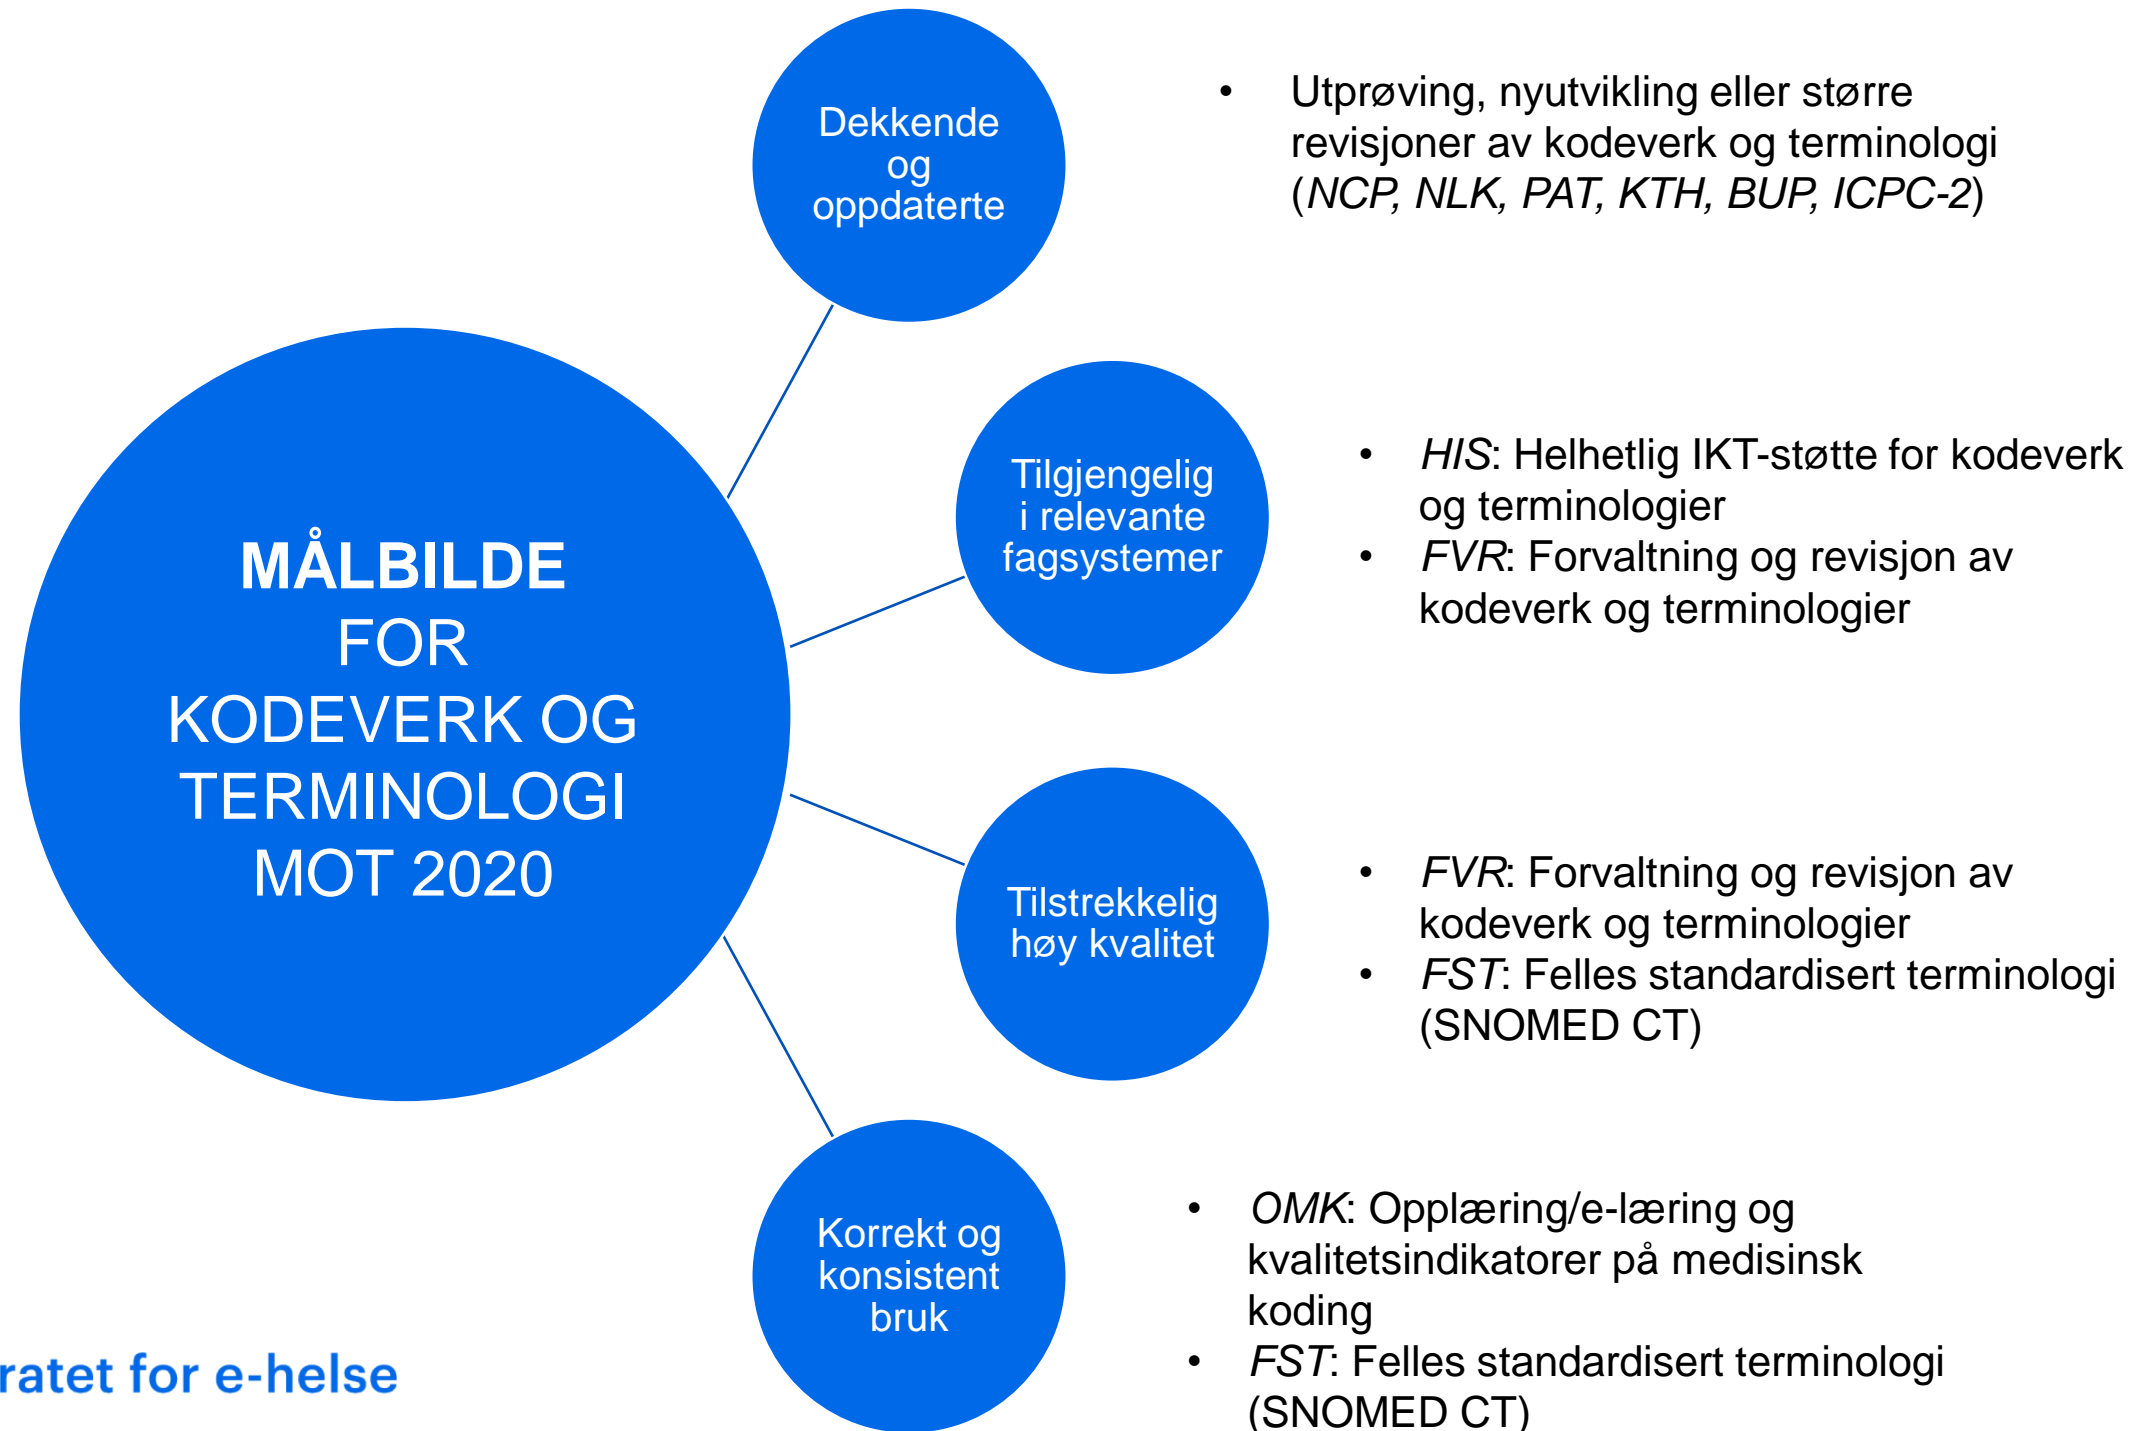 MÅLBILDE
FOR
KODEVERK OG
TERMINOLOGI
MOT 2020
Dekkende
og
oppdaterte
• Utprøving, nyutvikling eller større
revisjoner av kodeverk og terminologi
(NCP, NLK, PAT, KTH, BUP, ICPC-2)
Tilgjengelig
i relevante
fagsystemer
• HIS: Helhetlig IKT-støtte for kodeverk
og terminologier
• FVR: Forvaltning og revisjon av
kodeverk og terminologier
Tilstrekkelig
høy kvalitet
• FVR: Forvaltning og revisjon av
kodeverk og terminologier
• FST: Felles standardisert terminologi
(SNOMED CT)
Korrekt og
konsistent
bruk
• OMK: Opplæring/e-læring og
kvalitetsindikatorer på medisinsk
koding
• FST: Felles standardisert terminologi
(SNOMED CT)
ratet for e-helse